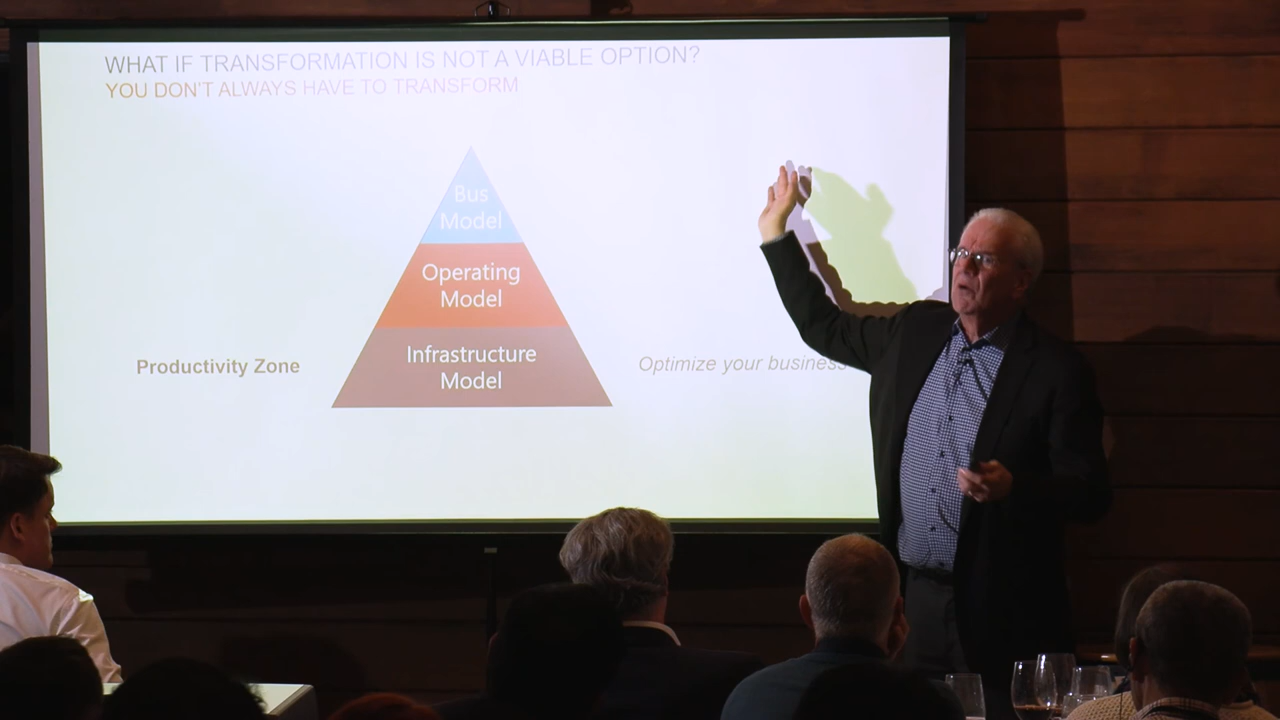 WHAT IF TRANSFORMATION IS NOT A VIABLE OPTION?
YOU DON'T ALWAYS HAVE TO TRANSFORM
Bus
Model
Operating
Model
Infrastructure
Model
Productivity Zone
Optimize your business